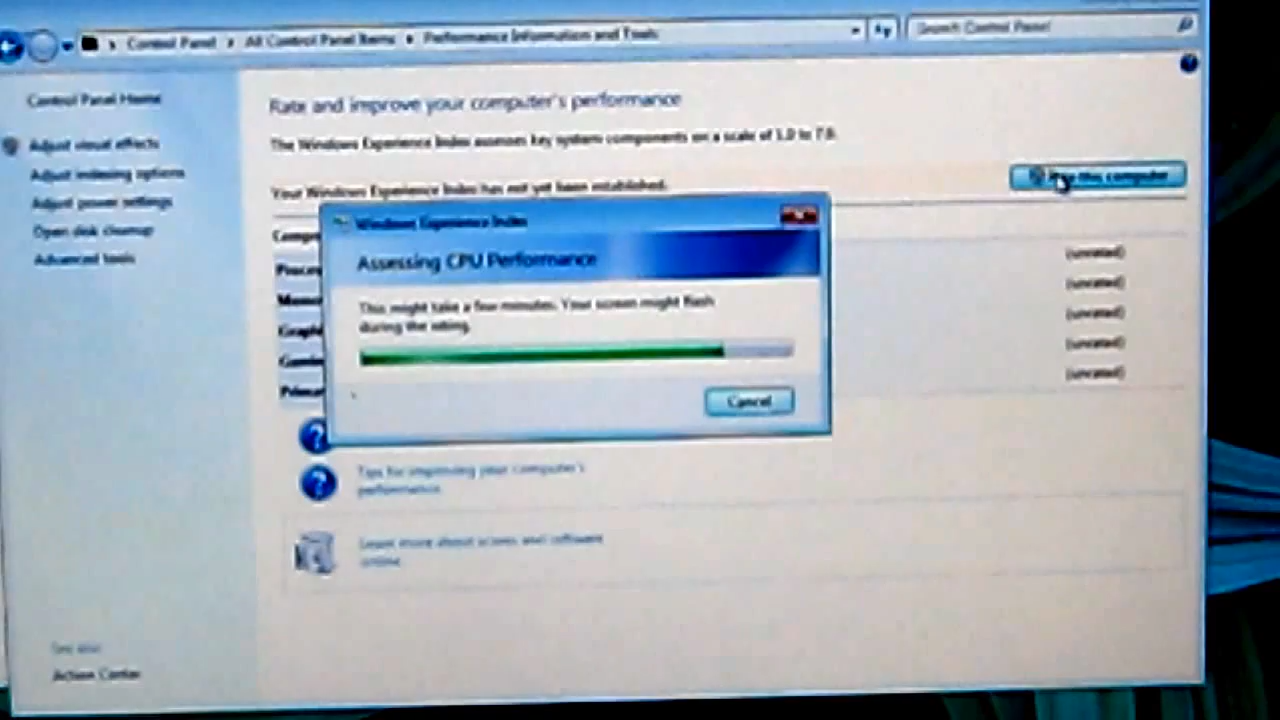 Control Panel All Control Panel Items Performance Information and Tools
Search Control Panel
Control Panel Home
Adjust visual effects
Adjust indexing options
Adjust power settings
Open disk cleanup
Advanced tools
See also
Action Center
Rate and improve your computer's performance
The Windows Experience Index assesses key system components on a scale of 1.0 to 7.9.
Your Windows Experience Index has not yet been established.
this computer
(unrated)
(unrated)
(unrated)
(unrated)
(unrated)
Windows Experience Index
Assessing CPU Performance
This might take a few minutes. Your screen might flash
during the rating.
Cancel
Tips for improving your computer's
performance.
Learn more about scores and software
online